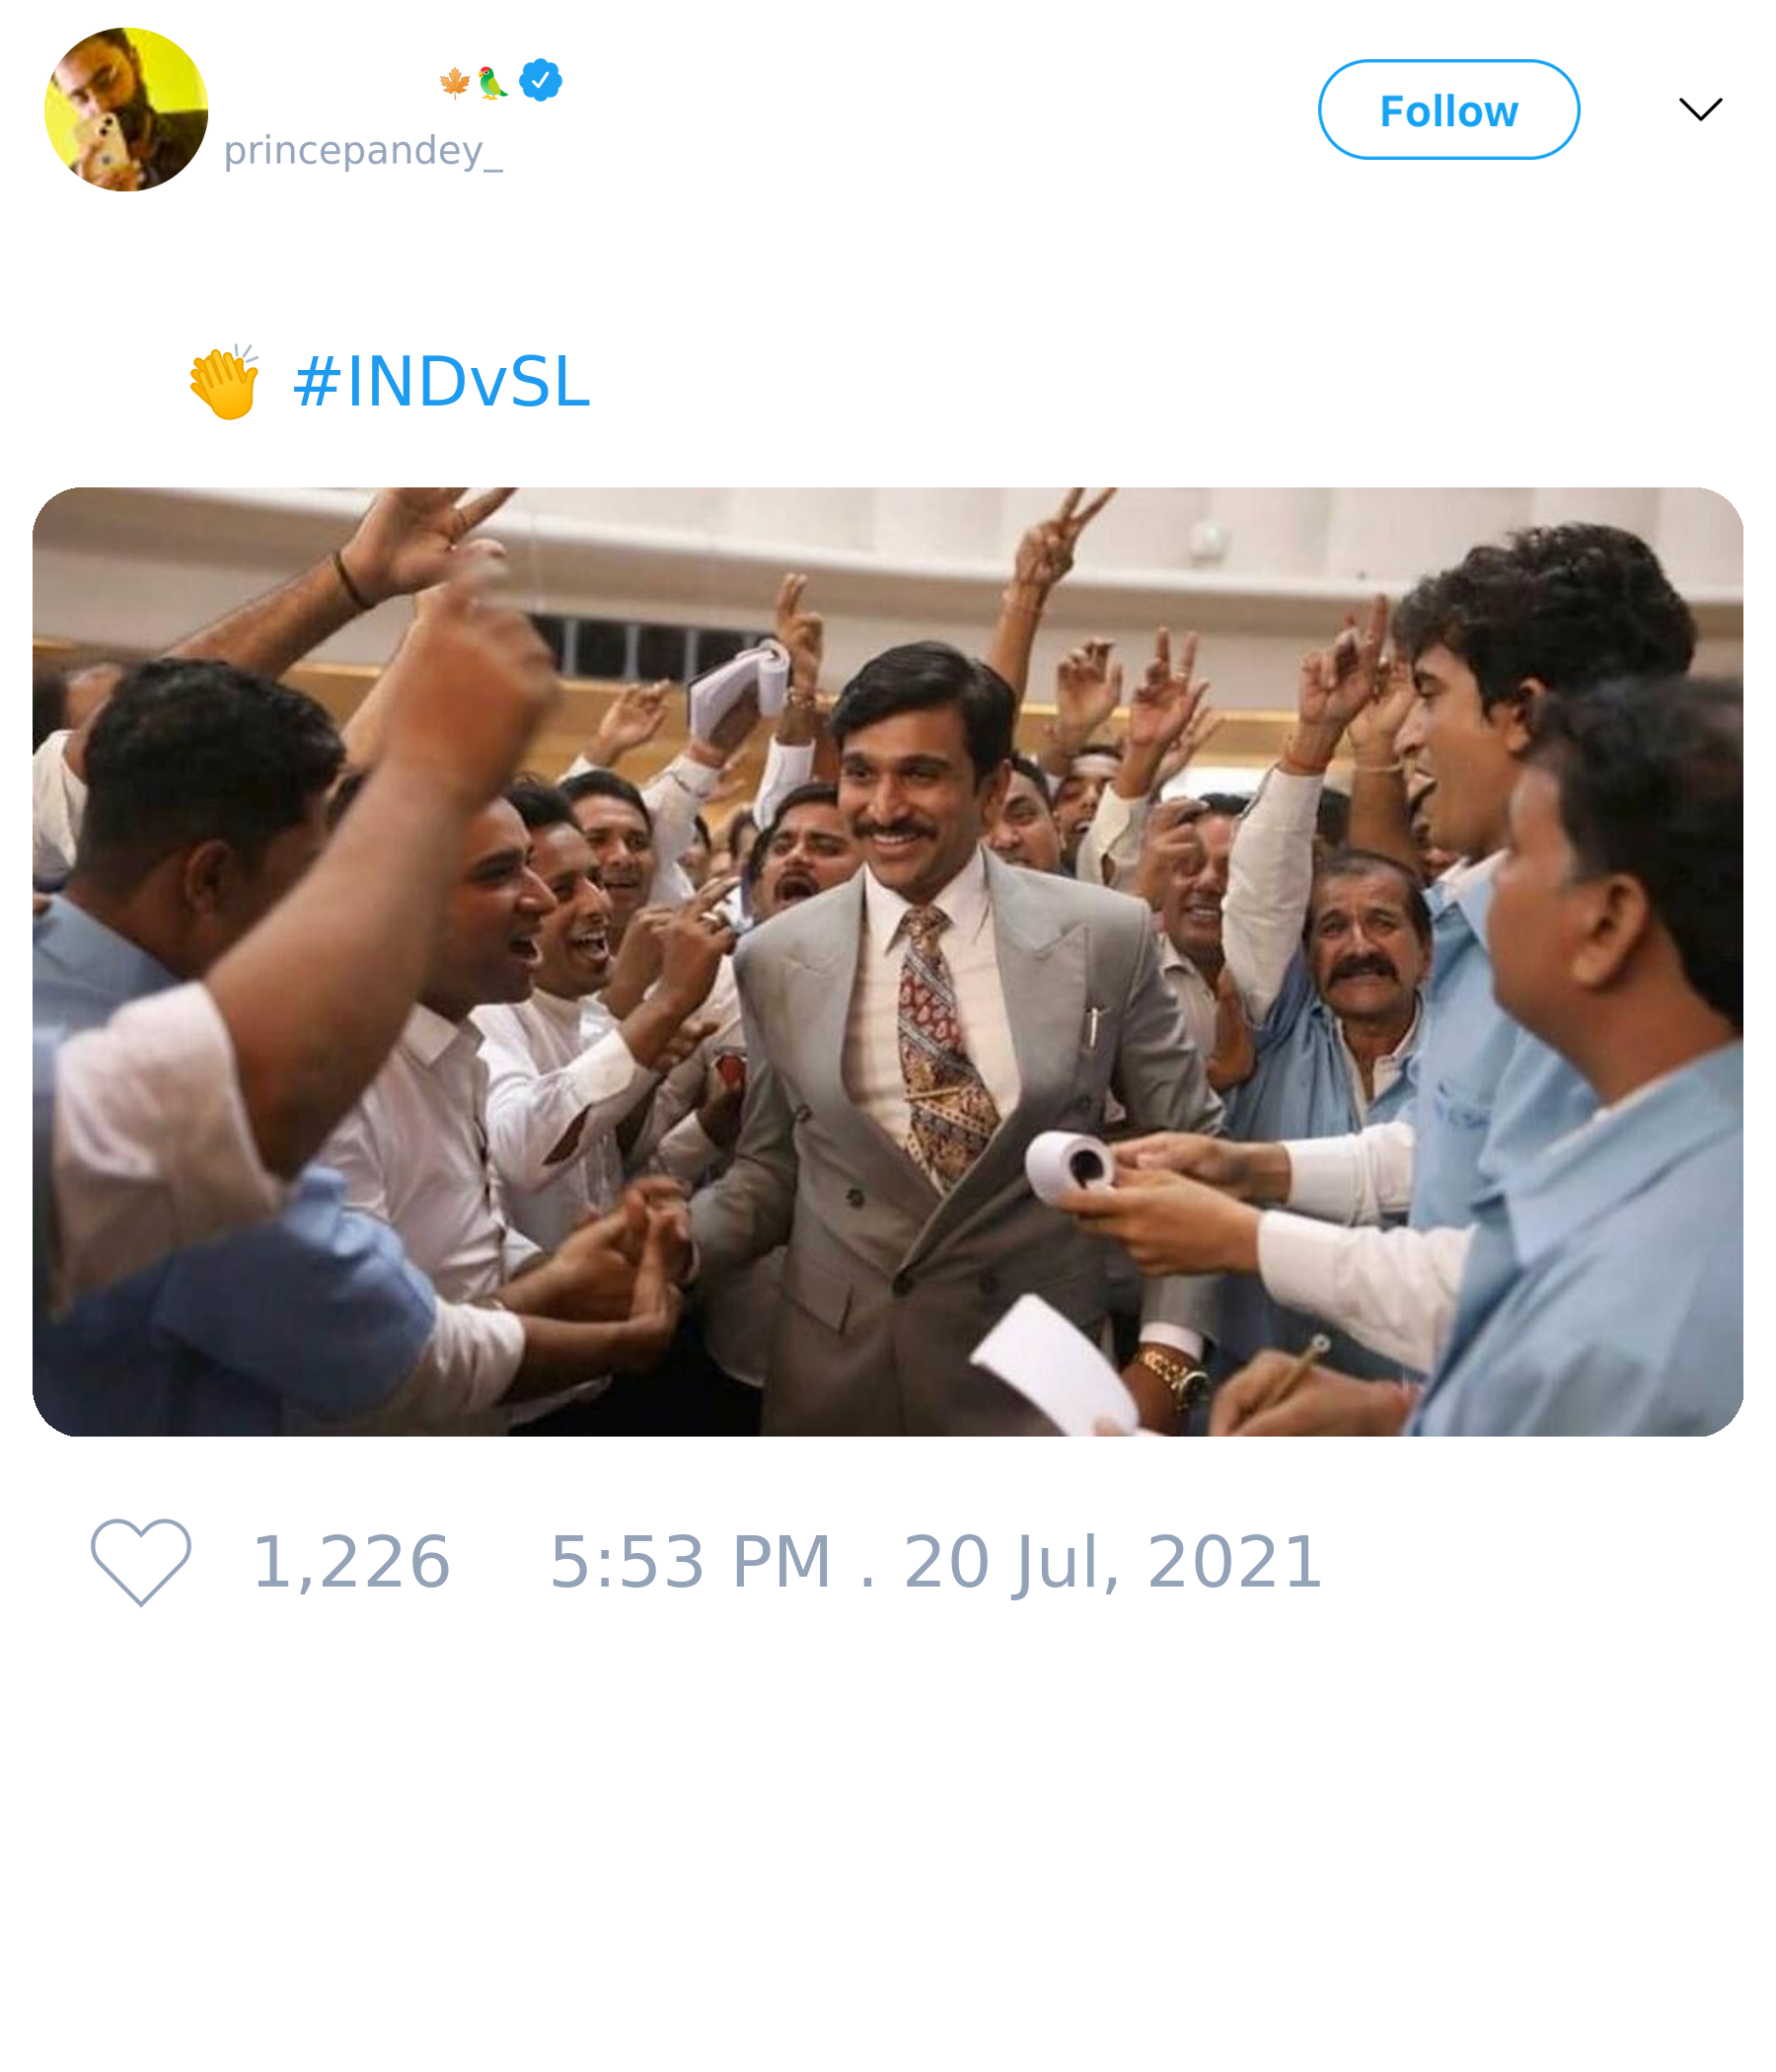 🍁🦜
princepandey_
Follow
👏 #INDvSL
1,226 5:53 PM . 20 Jul, 2021